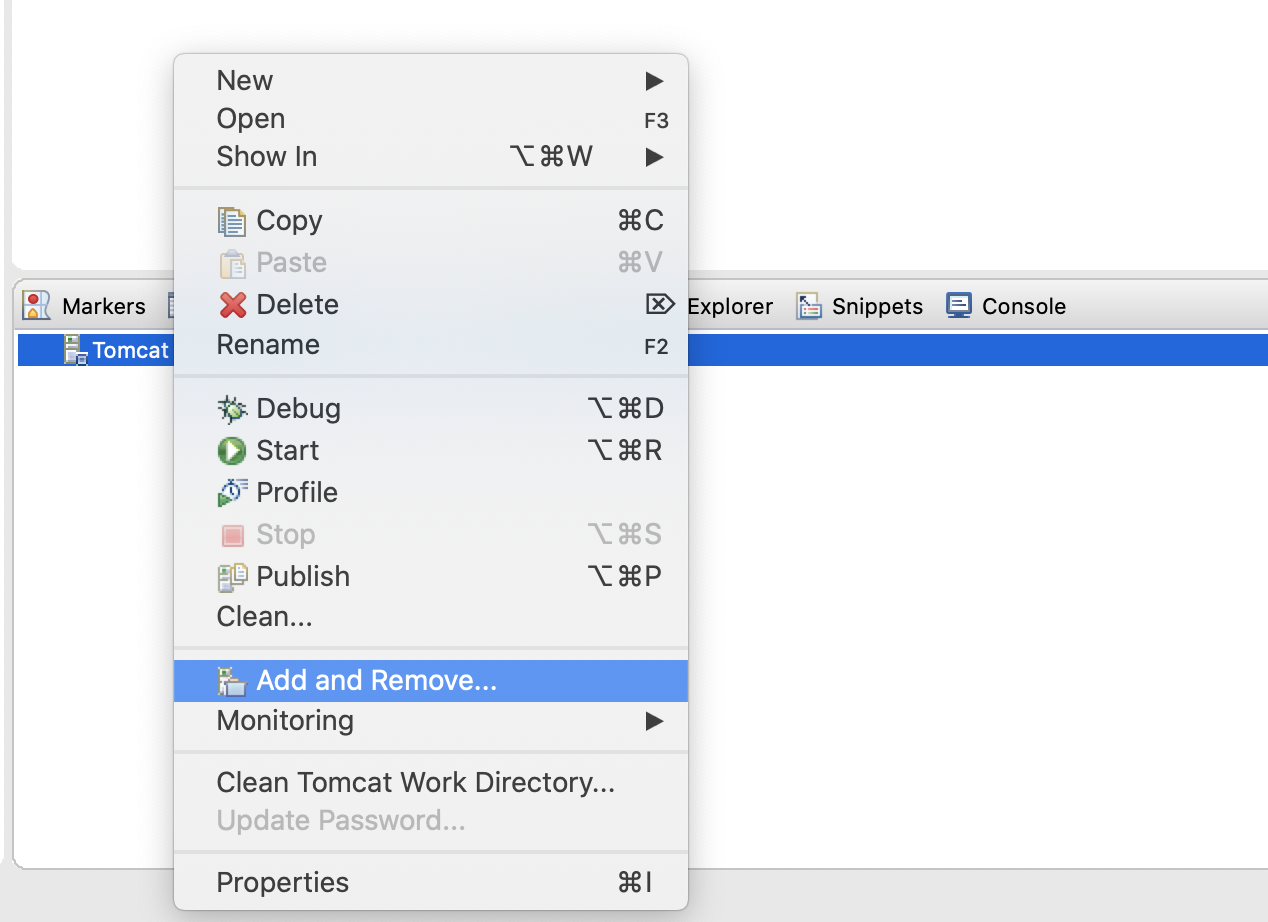 New
Open F3
Show In ⌥⌘W
Copy ⌘C
Paste ⌘V
Delete ⌦
Rename F2
Markers Explorer Snippets Console
Tomcat
Debug ⌥⌘D
Start ⌥⌘R
Profile
Stop ⌥⌘S
Publish ⌥⌘P
Clean...
Add and Remove...
Monitoring
Clean Tomcat Work Directory...
Update Password...
Properties ⌘I